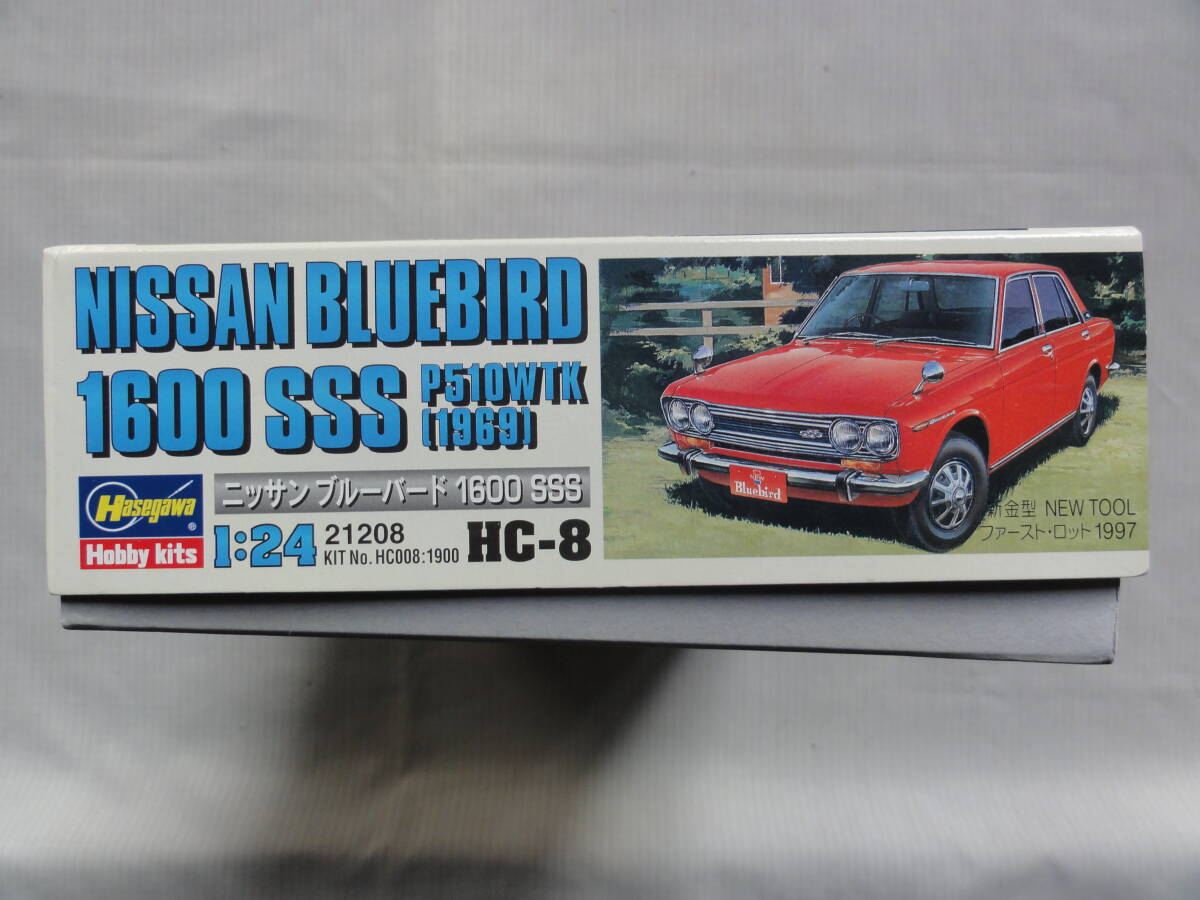 NISSAN BLUEBIRD
1600 SSS P510WTK
(1969)
Hasegawa®
Hobby kits
ニッサン ブルーバード 1600 SSS
1:24 21208
KIT No. HC008:1900
HC-8
Bluebird
新金型 NEW TOOL
ファースト・ロット 1997